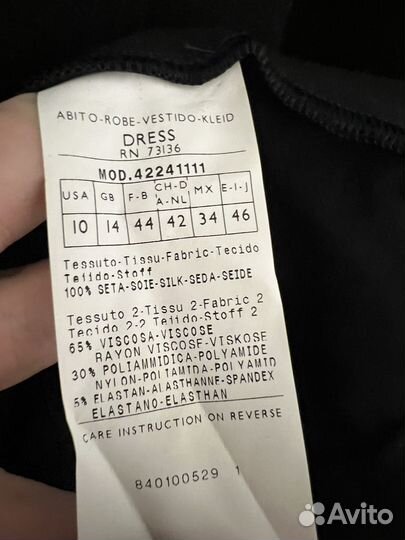 ABITO-ROBE-VESTIDO-KLEID
DRESS
RN 73136
MOD.42241111
USA GB F-B CH-D A-NL MX E-I-J
10 14 44 42 34 46
Tessuto-Tissu-Fabric-Tecido
Tejido-Stoff
100% SETA-SOIE-SILK-SEDA-SEIDE
Tessuto 2-Tissu 2-Fabric 2
Tecido 2-2 Tejido-Stoff 2
65% VISCOSA-VISCOSE
RAYON VISCOSE-VISKOSE
30% POLIAMMIDICA-POLYAMIDE
NYLON-POLIAMIDA-POLYAMID
5% ELASTAN-ALASTHANNE-SPANDEX
ELASTANO-ELASTHAN
CARE INSTRUCTION ON REVERSE
840100529 1
Avito